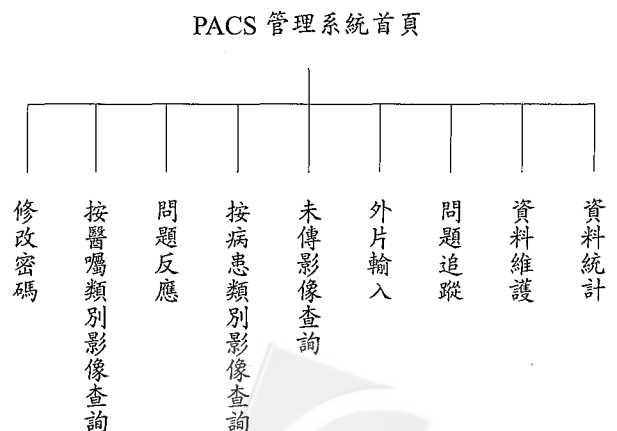 PACS 管理系統首頁
修改密碼
按醫囑類別影像查詢
問題反應
按病患類別影像查詢
未傳影像查詢
外片輸入
問題追蹤
資料維護
資料統計